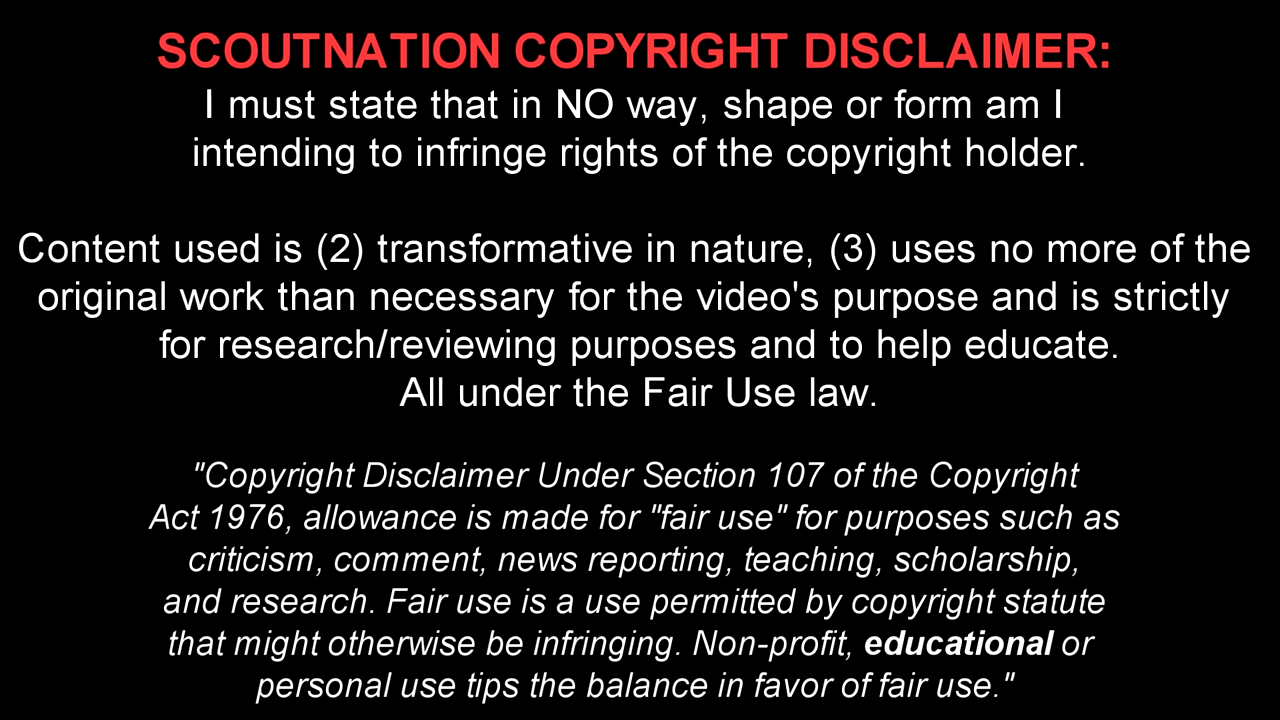 SCOUTNATION COPYRIGHT DISCLAIMER:
I must state that in NO way, shape or form am I
intending to infringe rights of the copyright holder.
Content used is (2) transformative in nature, (3) uses no more of the
original work than necessary for the video's purpose and is strictly
for research/reviewing purposes and to help educate.
All under the Fair Use law.
"Copyright Disclaimer Under Section 107 of the Copyright
Act 1976, allowance is made for "fair use" for purposes such as
criticism, comment, news reporting, teaching, scholarship,
and research. Fair use is a use permitted by copyright statute
that might otherwise be infringing. Non-profit, educational or
personal use tips the balance in favor of fair use."